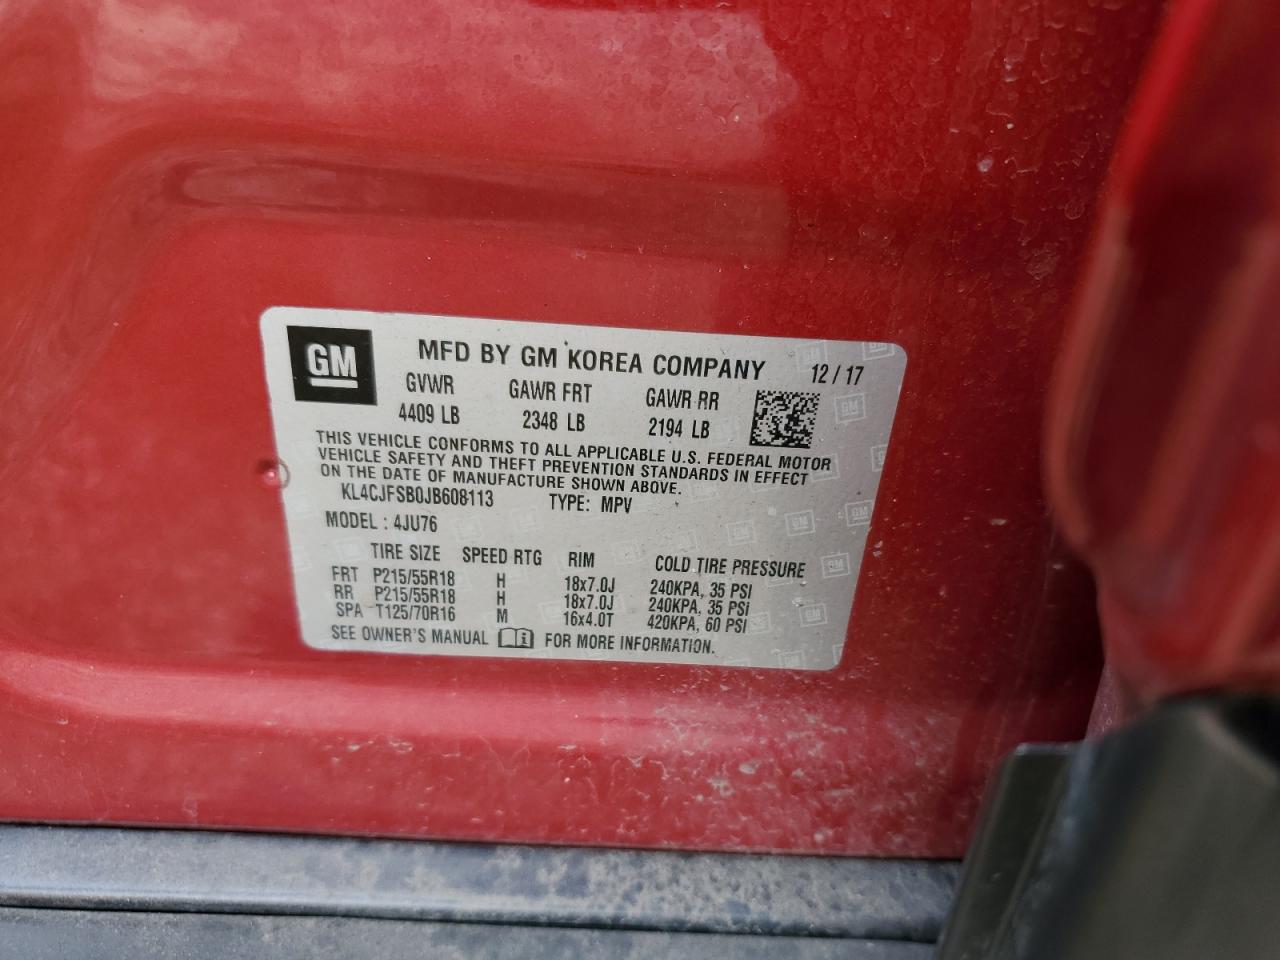 GM
MFD BY GM KOREA COMPANY 12 / 17
GVWR GAWR FRT GAWR RR
4409 LB 2348 LB 2194 LB
THIS VEHICLE CONFORMS TO ALL APPLICABLE U.S. FEDERAL MOTOR
VEHICLE SAFETY AND THEFT PREVENTION STANDARDS IN EFFECT
ON THE DATE OF MANUFACTURE SHOWN ABOVE.
KL4CJFSB0JB608113 TYPE: MPV
MODEL : 4JU76
TIRE SIZE SPEED RTG RIM COLD TIRE PRESSURE
FRT P215/55R18 H 18x7.0J 240KPA, 35 PSI
RR P215/55R18 H 18x7.0J 240KPA, 35 PSI
SPA T125/70R16 M 16x4.0T 420KPA, 60 PSI
SEE OWNER'S MANUAL FOR MORE INFORMATION.